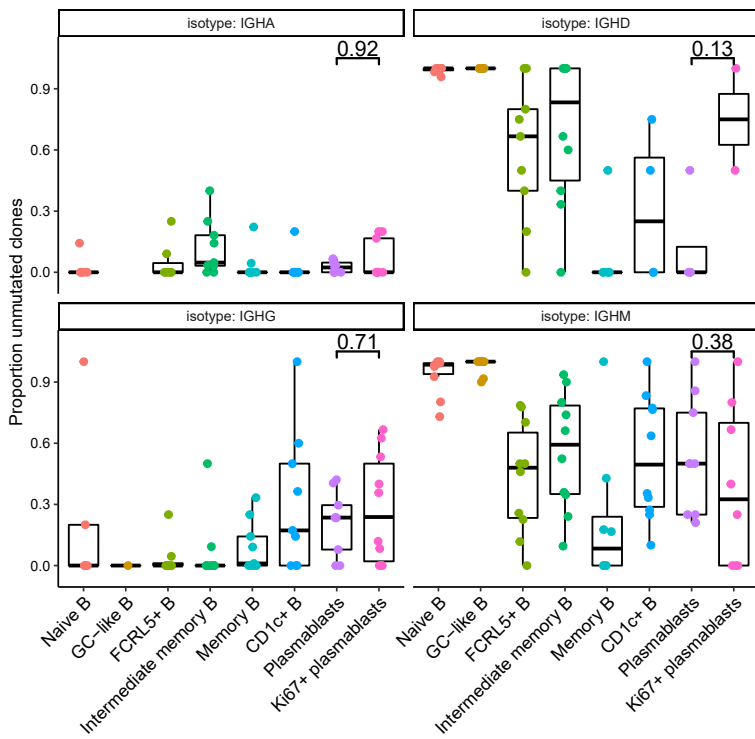 isotype: IGHA
isotype: IGHD
0.92
0.13
0.9
0.6
0.3
0.0
isotype: IGHG
isotype: IGHM
0.71
0.38
0.9
0.6
0.3
0.0
Proportion unmutated clones
Naive B
GC−like B
FCRL5+ B
Intermediate memory B
Memory B
CD1c+ B
Plasmablasts
Ki67+ plasmablasts
Naive B
GC−like B
FCRL5+ B
Intermediate memory B
Memory B
CD1c+ B
Plasmablasts
Ki67+ plasmablasts